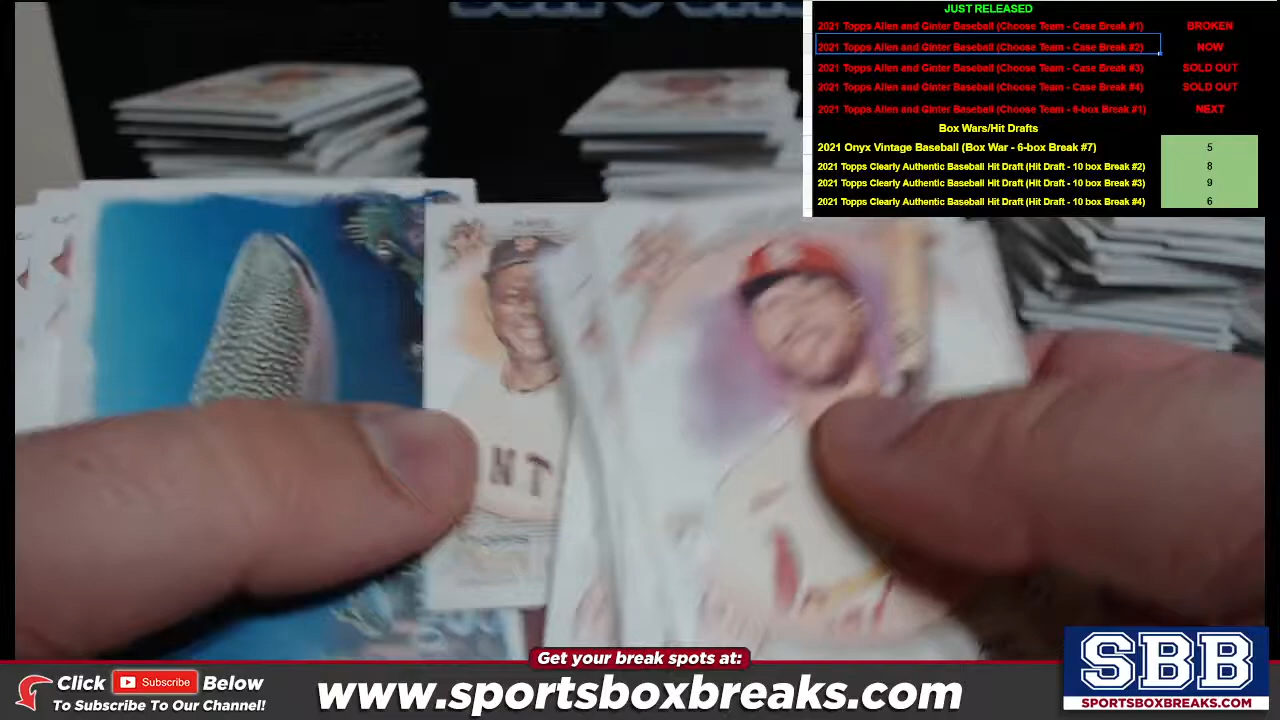 JUST RELEASED
2021 Topps Allen and Ginter Baseball (Choose Team - Case Break #1) BROKEN
2021 Topps Allen and Ginter Baseball (Choose Team - Case Break #2) NOW
2021 Topps Allen and Ginter Baseball (Choose Team - Case Break #3) SOLD OUT
2021 Topps Allen and Ginter Baseball (Choose Team - Case Break #4) SOLD OUT
2021 Topps Allen and Ginter Baseball (Choose Team - 6-box Break #1) NEXT
Box Wars/Hit Drafts
2021 Onyx Vintage Baseball (Box War - 6-box Break #7) 5
2021 Topps Clearly Authentic Baseball Hit Draft (Hit Draft - 10 box Break #2) 8
2021 Topps Clearly Authentic Baseball Hit Draft (Hit Draft - 10 box Break #3) 9
2021 Topps Clearly Authentic Baseball Hit Draft (Hit Draft - 10 box Break #4) 6
NT
Get your break spots at:
Click Subscribe Below
To Subscribe To Our Channel!
www.sportsboxbreaks.com
SBB
SPORTSBOXBREAKS.COM